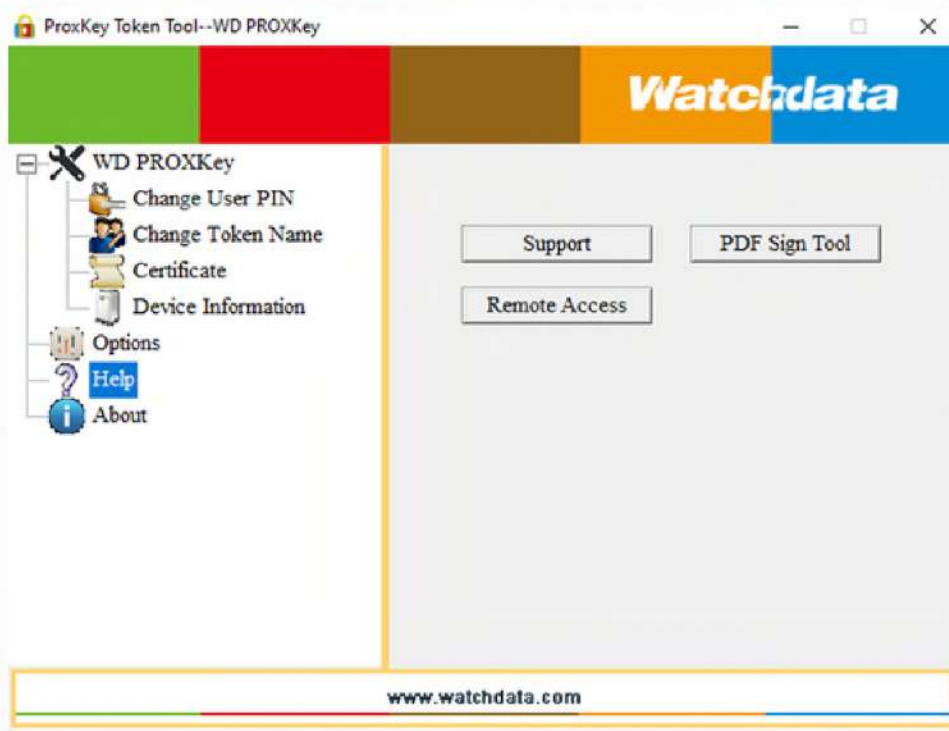 ProxKey Token Tool--WD PROXKey
Watchdata
WD PROXKey
Change User PIN
Change Token Name
Certificate
Device Information
Options
Help
About
Support
PDF Sign Tool
Remote Access
www.watchdata.com